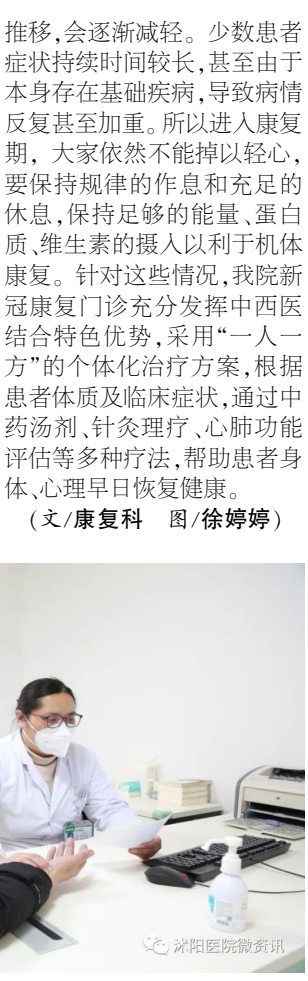 推移,会逐渐减轻。少数患者
症状持续时间较长,甚至由于
本身存在基础疾病,导致病情
反复甚至加重。所以进入康复
期，大家依然不能掉以轻心,
要保持规律的作息和充足的
休息,保持足够的能量、蛋白
质、维生素的摄入以利于机体
康复。针对这些情况,我院新
冠康复门诊充分发挥中西医
结合特色优势,采用“一人一
方”的个体化治疗方案,根据
患者体质及临床症状,通过中
药汤剂、针灸理疗、心肺功能
评估等多种疗法,帮助患者身
体、心理早日恢复健康。
(文/康复科　图/徐婷婷)
沭阳医院微资讯